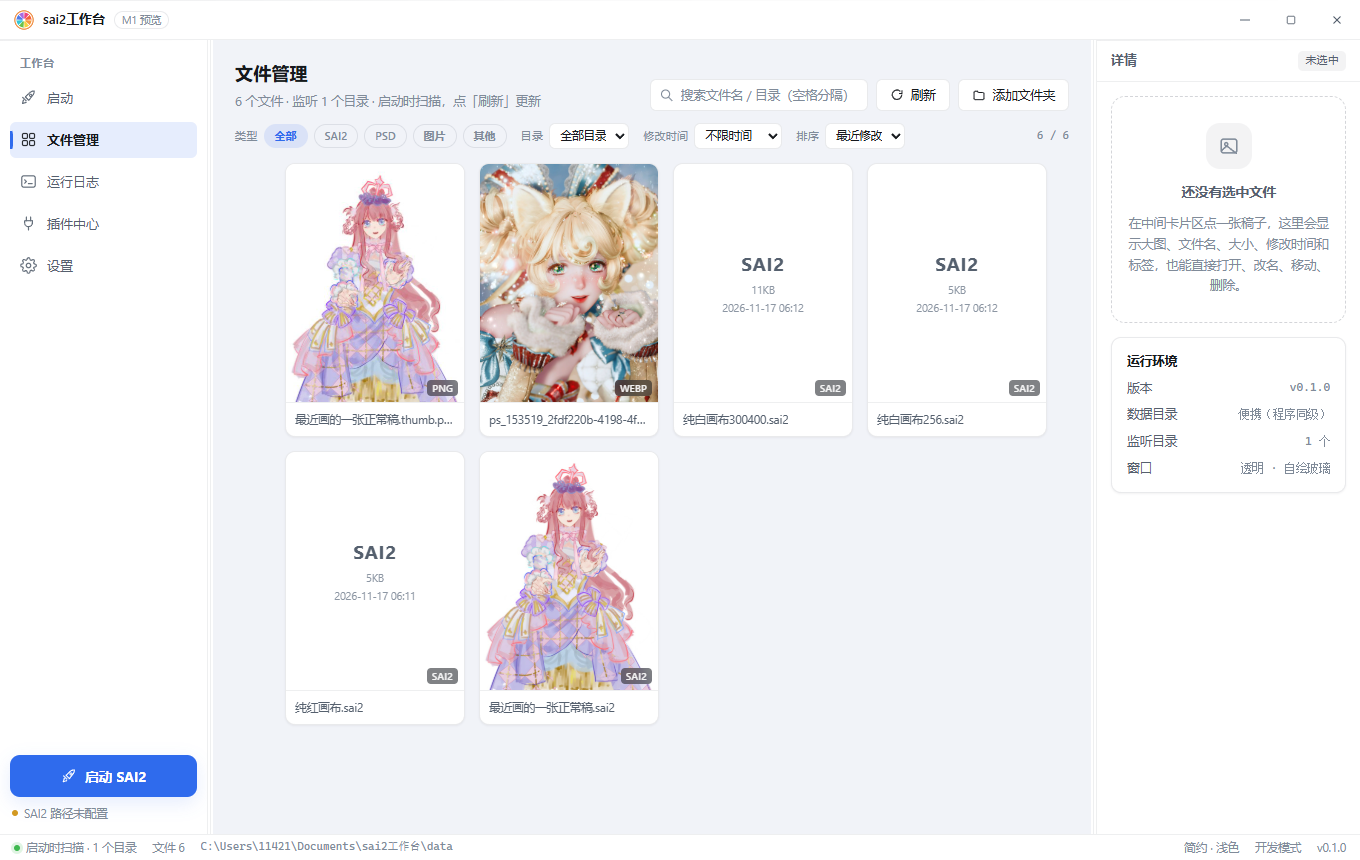 sai2工作台 M1 预览
工作台
启动
文件管理
运行日志
插件中心
设置
启动 SAI2
SAI2 路径未配置
文件管理
6 个文件 · 监听 1 个目录 · 启动时扫描，点「刷新」更新
搜索文件名 / 目录（空格分隔）
刷新
添加文件夹
类型 全部 SAI2 PSD 图片 其他 目录 全部目录 修改时间 不限时间 排序 最近修改 6 / 6
PNG
最近画的一张正常稿.thumb.p...
WEBP
ps_153519_2fdf220b-4198-4f...
SAI2
11KB
2026-11-17 06:12
SAI2
纯白画布300400.sai2
SAI2
5KB
2026-11-17 06:12
SAI2
纯白画布256.sai2
SAI2
5KB
2026-11-17 06:11
SAI2
纯红画布.sai2
SAI2
最近画的一张正常稿.sai2
详情 未选中
还没有选中文件
在中间卡片区点一张稿子，这里会显
示大图、文件名、大小、修改时间和
标签，也能直接打开、改名、移动、
删除。
运行环境
版本 v0.1.0
数据目录 便携（程序同级）
监听目录 1 个
窗口 透明 · 自绘玻璃
启动时扫描 · 1 个目录 文件 6 C:\Users\11421\Documents\sai2工作台\data
简约 · 浅色 开发模式 v0.1.0